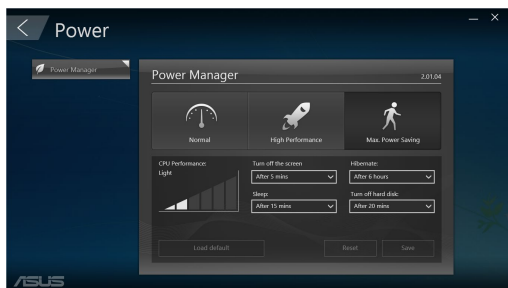 Power
Power Manager
Power Manager
2.01.04
Normal
High Performance
Max. Power Saving
CPU Performance:
Light
Turn off the screen
After 5 mins
Hibernate:
After 6 hours
Sleep:
After 15 mins
Turn off hard disk:
After 20 mins
Load default
Reset
Save
ASUS